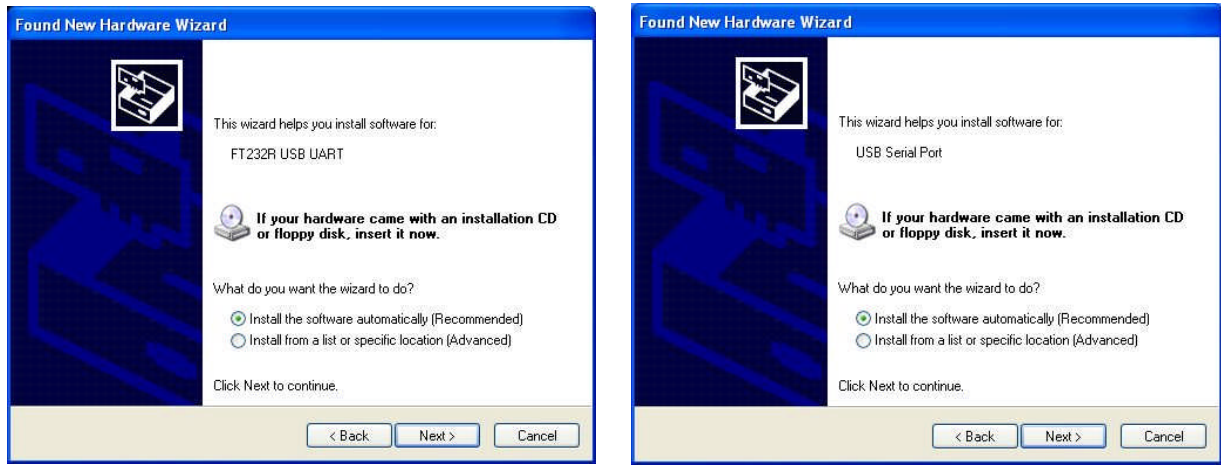 Found New Hardware Wizard
This wizard helps you install software for:
FT232R USB UART
If your hardware came with an installation CD
or floppy disk, insert it now.
What do you want the wizard to do?
Install the software automatically (Recommended)
Install from a list or specific location (Advanced)
Click Next to continue.
< Back
Next >
Cancel
Found New Hardware Wizard
This wizard helps you install software for:
USB Serial Port
If your hardware came with an installation CD
or floppy disk, insert it now.
What do you want the wizard to do?
Install the software automatically (Recommended)
Install from a list or specific location (Advanced)
Click Next to continue.
< Back
Next >
Cancel